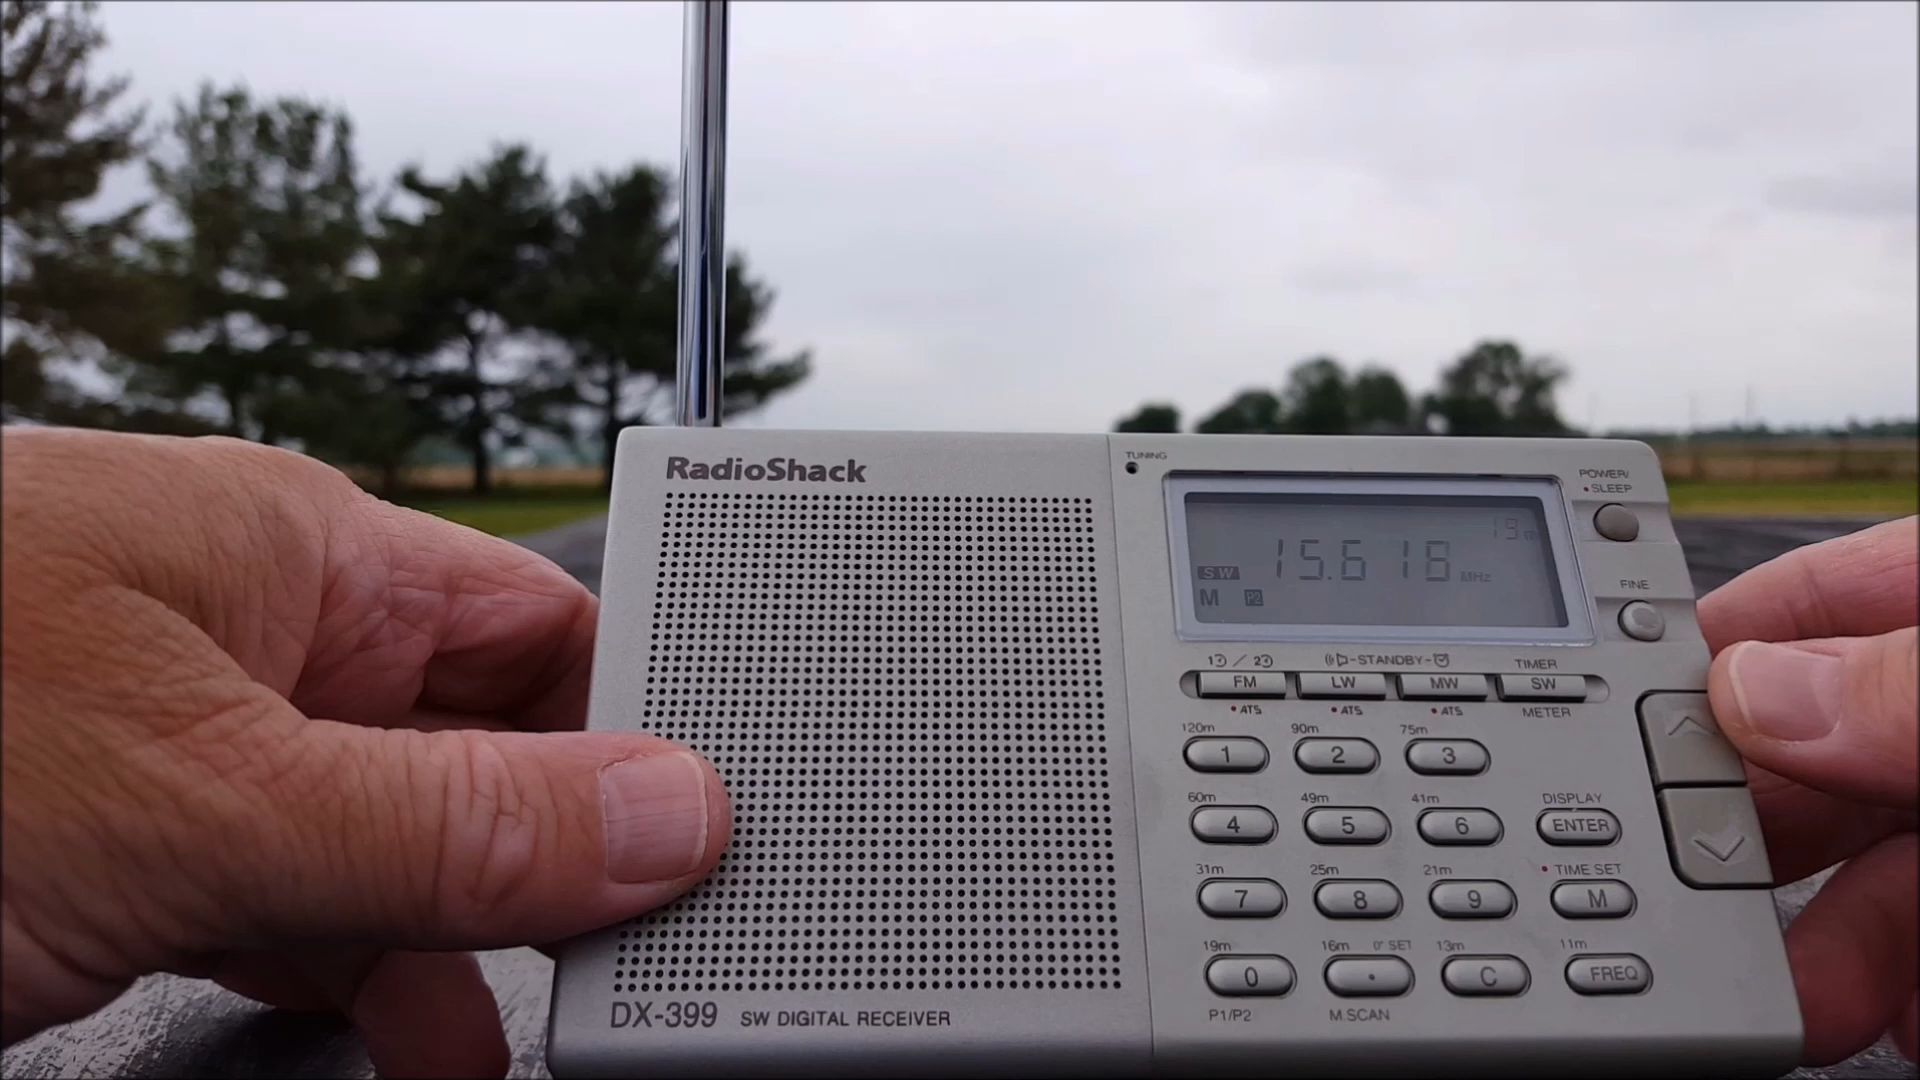 RadioShack
TUNING
POWER/
SLEEP
19m
SW 15.618 MHz
M P2
FINE
1 / 2 -STANDBY- TIMER
FM LW MW SW
ATS ATS ATS METER
120m 90m 75m
1 2 3
60m 49m 41m DISPLAY
4 5 6 ENTER
31m 25m 21m TIME SET
7 8 9 M
19m 16m 0" SET 13m 11m
0 • C FREQ
P1/P2 M.SCAN
DX-399 SW DIGITAL RECEIVER